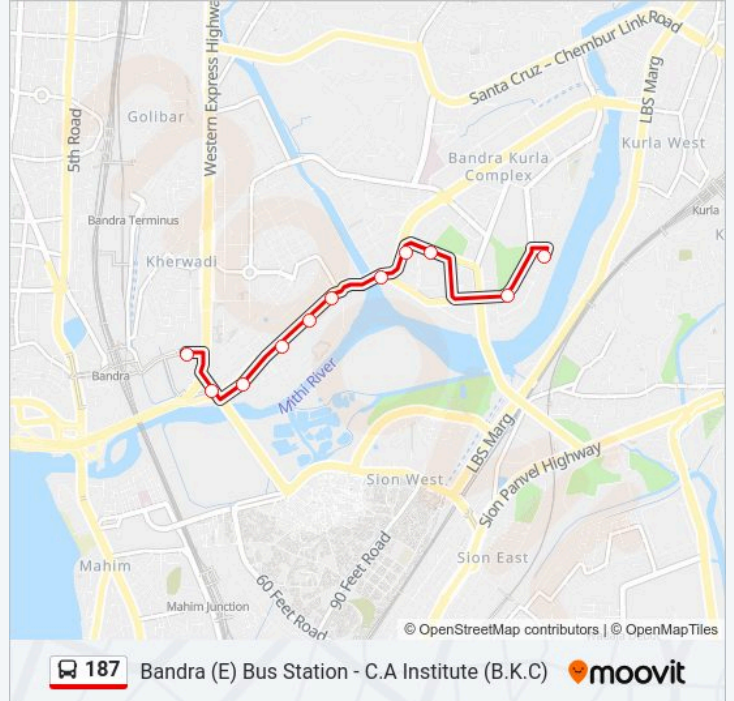 Santa Cruz – Chembur Link Road
Western Express Highwa
LBS Marg
5th Road
Golibar
Kurla West
Bandra Kurla
Complex
Bandra Terminus
Kurla
K
Kherwadi
Bandra
Mithi River
LBS Marg
Sion Panvel Highway
Sion West
90 Feet Road
Sion East
Mahim
60 Feet Road
Mahim Junction
© OpenStreetMap contributors | © OpenMapTiles
187 Bandra (E) Bus Station - C.A Institute (B.K.C) moovit